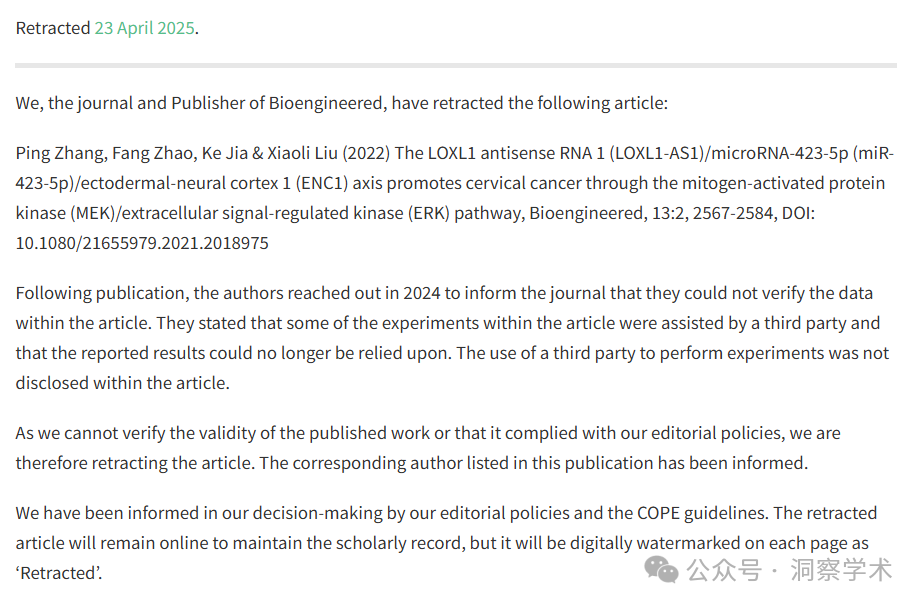 Retracted 23 April 2025.
We, the journal and Publisher of Bioengineered, have retracted the following article:
Ping Zhang, Fang Zhao, Ke Jia & Xiaoli Liu (2022) The LOXL1 antisense RNA 1 (LOXL1-AS1)/microRNA-423-5p (miR-
423-5p)/ectodermal-neural cortex 1 (ENC1) axis promotes cervical cancer through the mitogen-activated protein
kinase (MEK)/extracellular signal-regulated kinase (ERK) pathway, Bioengineered, 13:2, 2567-2584, DOI:
10.1080/21655979.2021.2018975
Following publication, the authors reached out in 2024 to inform the journal that they could not verify the data
within the article. They stated that some of the experiments within the article were assisted by a third party and
that the reported results could no longer be relied upon. The use of a third party to perform experiments was not
disclosed within the article.
As we cannot verify the validity of the published work or that it complied with our editorial policies, we are
therefore retracting the article. The corresponding author listed in this publication has been informed.
We have been informed in our decision-making by our editorial policies and the COPE guidelines. The retracted
article will remain online to maintain the scholarly record, but it will be digitally watermarked on each page as
‘Retracted’.
公众号 · 洞察学术